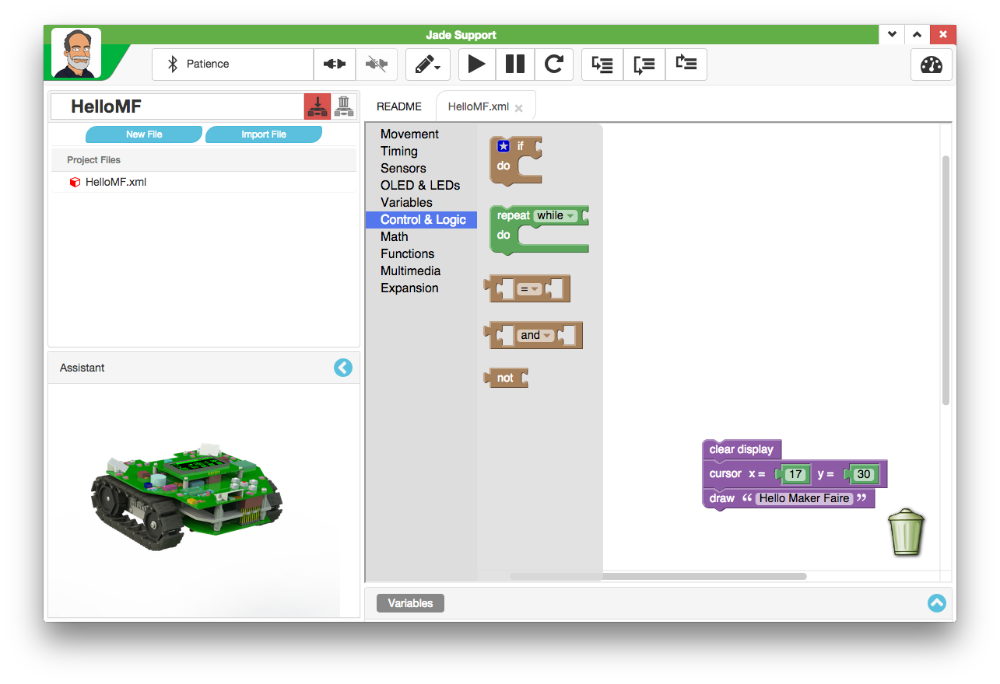 Jade Support
Patience
HelloMF
New File
Import File
Project Files
HelloMF.xml
Assistant
README
HelloMF.xml
Movement
Timing
Sensors
OLED & LEDs
Variables
Control & Logic
Math
Functions
Multimedia
Expansion
if
do
repeat while
do
=
and
not
clear display
cursor x = 17 y = 30
draw “ Hello Maker Faire ”
Variables